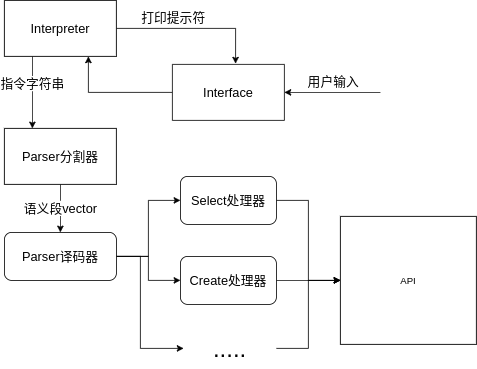 打印提示符
Interpreter
指令字符串
Interface
用户输入
Parser分割器
语义段vector
Parser译码器
Select处理器
Create处理器
API
.....